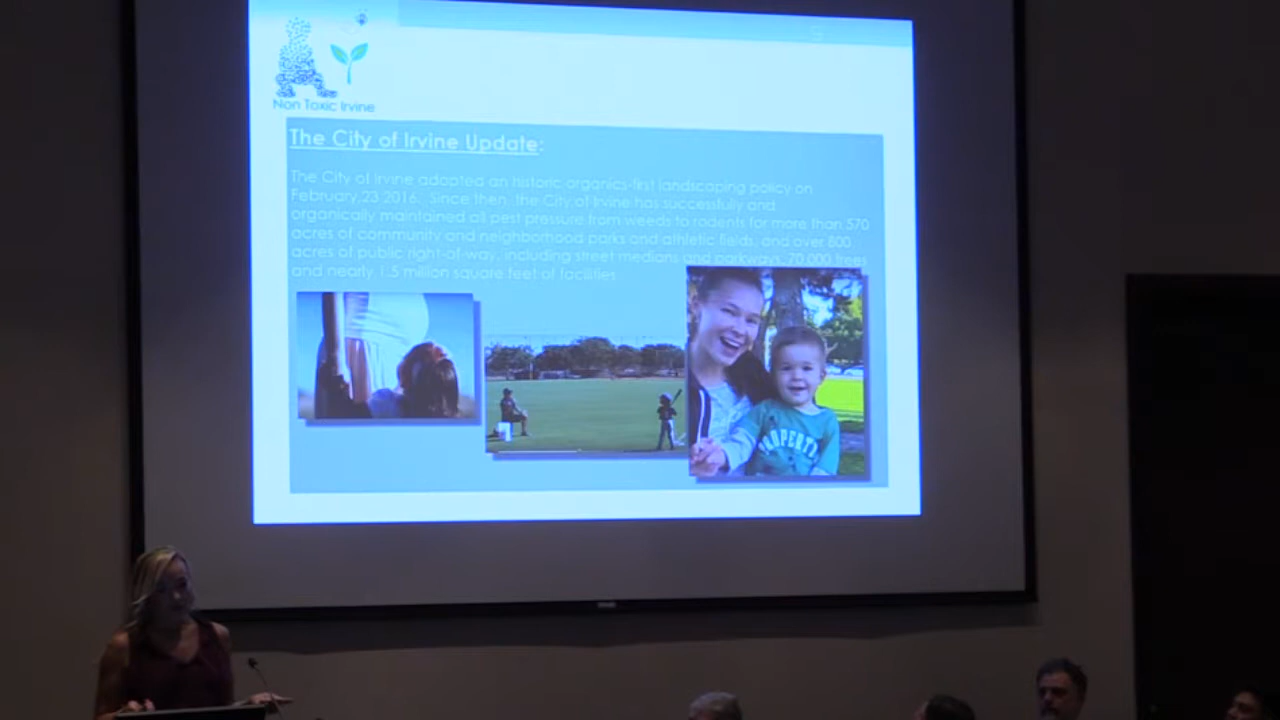 Non Toxic Irvine
The City of Irvine Update:
The City of Irvine adopted an historic organics-first landscaping policy on
February,23 2016. Since then the City of Irvine has successfully and
organically maintained all pest pressure from weeds to rodents for more than 570
acres of community and neighborhood parks and athletic fields, and over 800
acres of public right-of-way, including street medians and parkways, 70,000 trees
and nearly 1.5 million square feet of facilities
PROPERTY